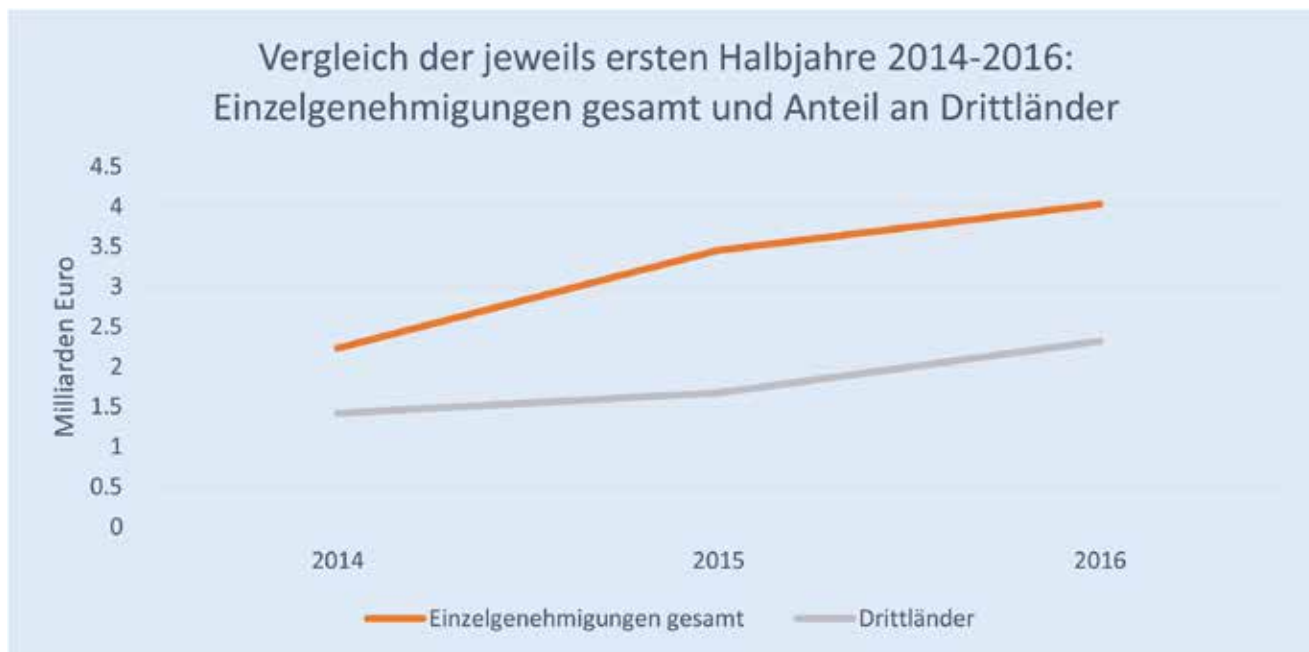 Vergleich der jeweils ersten Halbjahre 2014-2016:
Einzelgenehmigungen gesamt und Anteil an Drittländer
Milliarden Euro
4.5
4
3.5
3
2.5
2
1.5
1
0.5
0
2014 2015 2016
Einzelgenehmigungen gesamt Drittländer